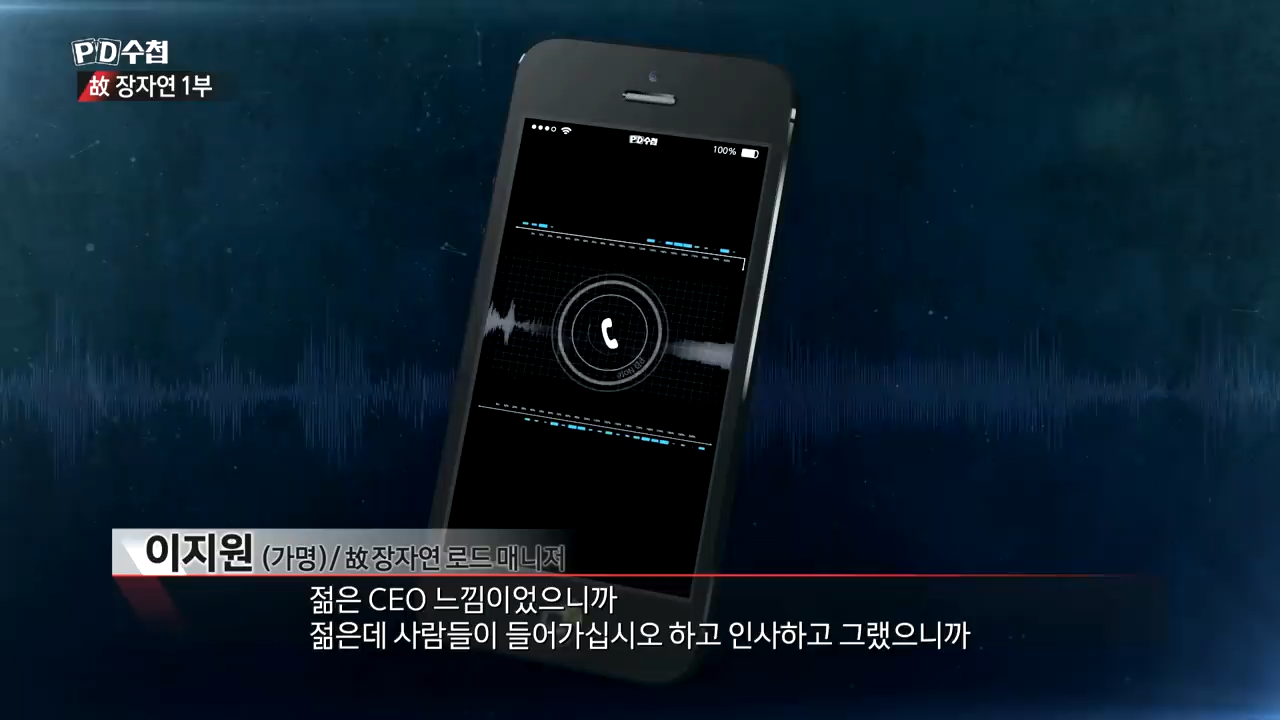 PD수첩
故 장자연 1부
PD수첩
100%
PD Note
이지원 (가명) / 故 장자연 로드 매니저
젊은 CEO 느낌이었으니까
젊은데 사람들이 들어가십시오 하고 인사하고 그랬으니까